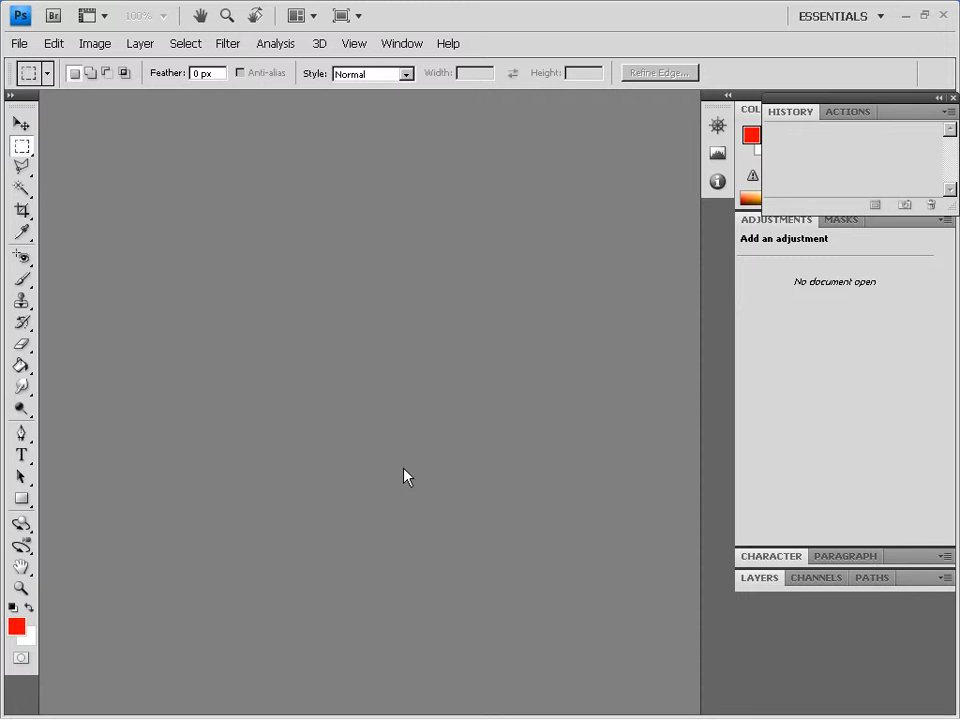 Ps Br 100% ESSENTIALS
File Edit Image Layer Select Filter Analysis 3D View Window Help
Feather: 0 px Anti-alias Style: Normal Width: Height: Refine Edge...
COL
HISTORY ACTIONS
ADJUSTMENTS MASKS
Add an adjustment
No document open
T
CHARACTER PARAGRAPH
LAYERS CHANNELS PATHS